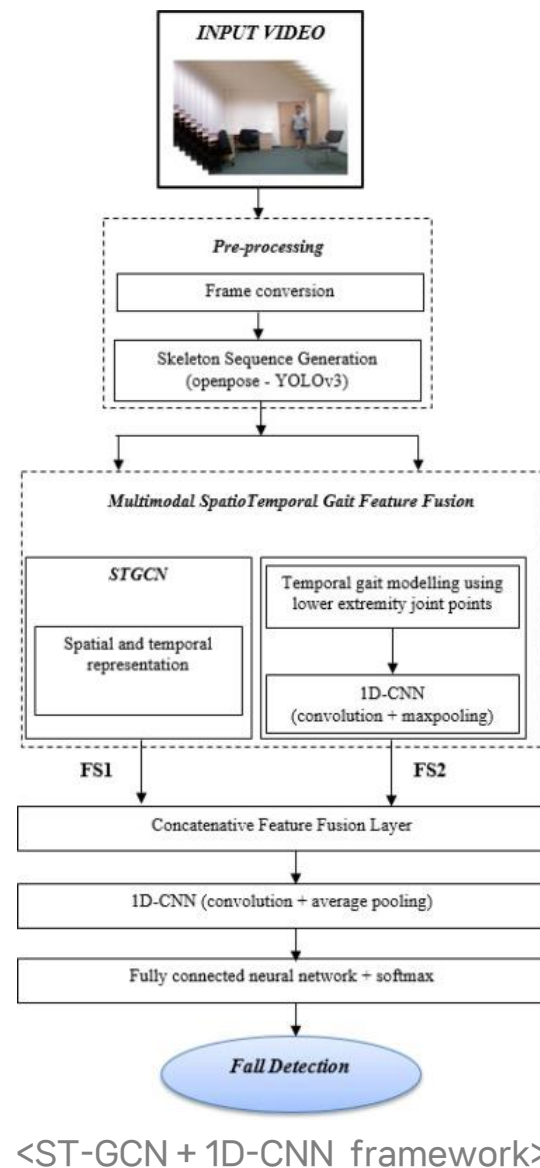 INPUT VIDEO
Pre-processing
Frame conversion
Skeleton Sequence Generation
(openpose - YOLOv3)
Multimodal SpatioTemporal Gait Feature Fusion
STGCN
Spatial and temporal
representation
Temporal gait modelling using
lower extremity joint points
1D-CNN
(convolution + maxpooling)
FS1
FS2
Concatenative Feature Fusion Layer
1D-CNN (convolution + average pooling)
Fully connected neural network + softmax
Fall Detection
<ST-GCN + 1D-CNN framework>